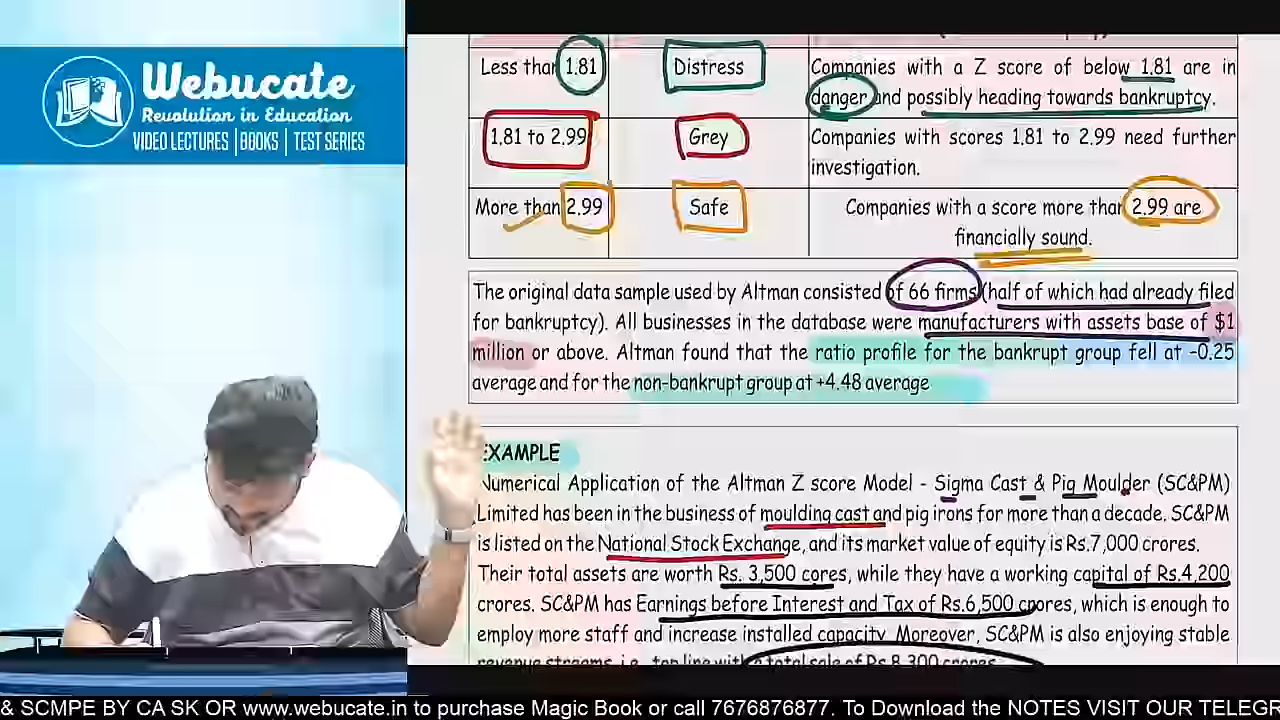 Webucate
Revolution in Education
VIDEO LECTURES | BOOKS | TEST SERIES
Less than 1.81 Distress Companies with a Z score of below 1.81 are in
danger and possibly heading towards bankruptcy.
1.81 to 2.99 Grey Companies with scores 1.81 to 2.99 need further
investigation.
More than 2.99 Safe Companies with a score more than 2.99 are
financially sound.
The original data sample used by Altman consisted of 66 firms (half of which had already filed
for bankruptcy). All businesses in the database were manufacturers with assets base of $1
million or above. Altman found that the ratio profile for the bankrupt group fell at -0.25
average and for the non-bankrupt group at +4.48 average
EXAMPLE
Numerical Application of the Altman Z score Model - Sigma Cast & Pig Moulder (SC&PM)
Limited has been in the business of moulding cast and pig irons for more than a decade. SC&PM
is listed on the National Stock Exchange, and its market value of equity is Rs.7,000 crores.
Their total assets are worth Rs. 3,500 cores, while they have a working capital of Rs.4,200
crores. SC&PM has Earnings before Interest and Tax of Rs.6,500 crores, which is enough to
employ more staff and increase installed capacity. Moreover, SC&PM is also enjoying stable
revenue streams i.e., top line with a total sale of Rs.8,300 crores
& SCMPE BY CA SK OR www.webucate.in to purchase Magic Book or call 7676876877. To Download the NOTES VISIT OUR TELEGR